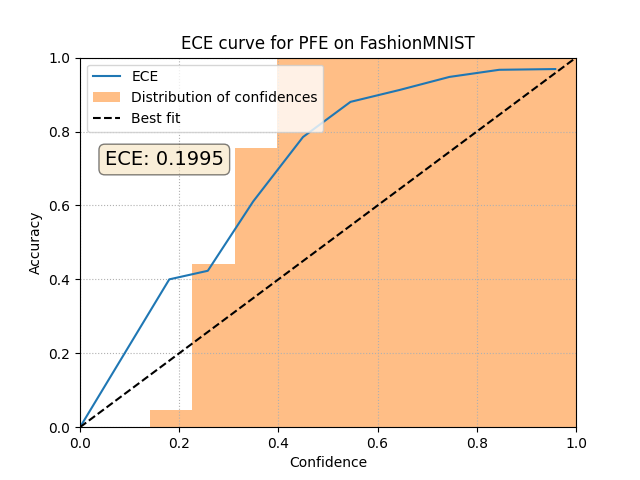 ECE curve for PFE on FashionMNIST
ECE
Distribution of confidences
Best fit
ECE: 0.1995
Accuracy
1.0
0.8
0.6
0.4
0.2
0.0
0.0 0.2 0.4 0.6 0.8 1.0
Confidence